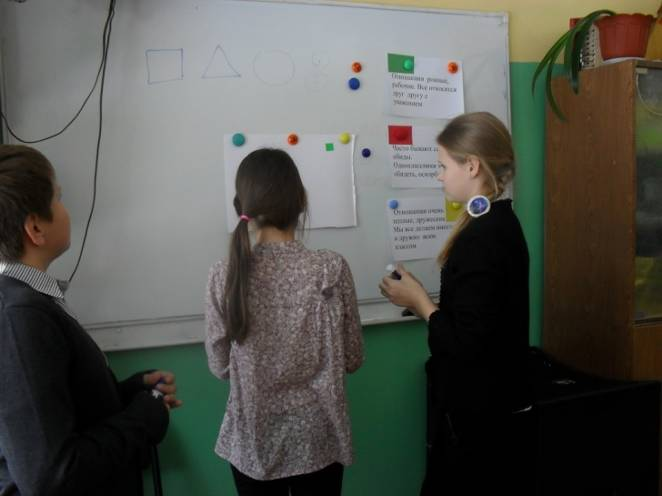 Отношения ровные,
рабочие. Все относятся
друг другу с
уважением
Часто бывают
обиды.
Одноклассники
обидеть, оскорб
Отношения очень
теплые, дружеские
Мы все делаем вместе
и дружно всем
классом